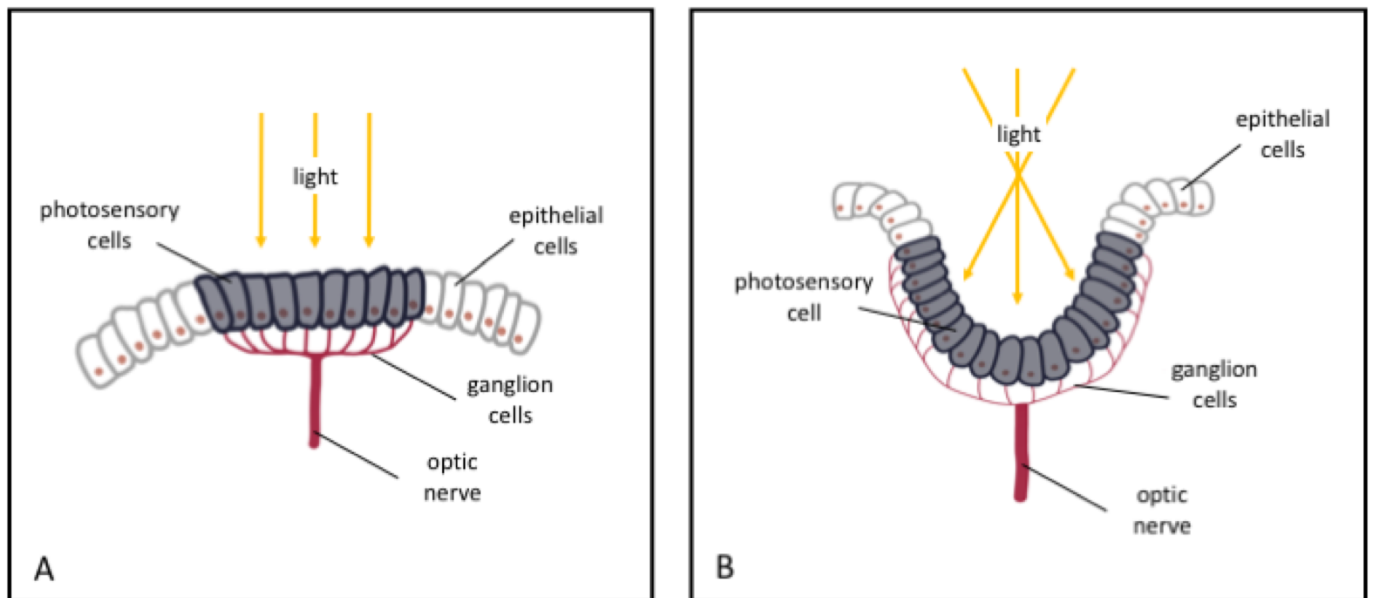 light
photosensory
cells
epithelial
cells
ganglion
cells
optic
nerve
A
light
epithelial
cells
photosensory
cell
ganglion
cells
optic
nerve
B